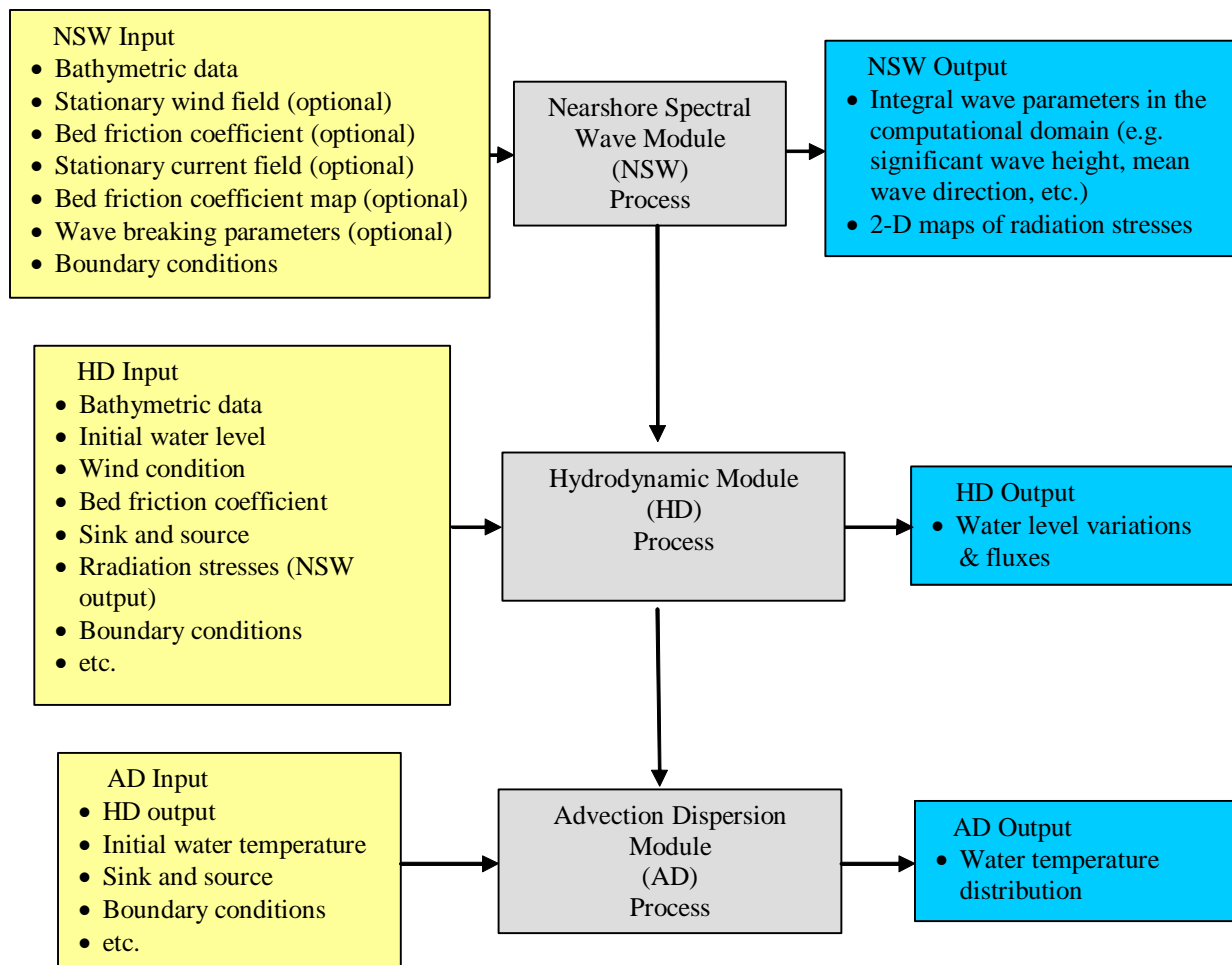 NSW Input
• Bathymetric data
• Stationary wind field (optional)
• Bed friction coefficient (optional)
• Stationary current field (optional)
• Bed friction coefficient map (optional)
• Wave breaking parameters (optional)
• Boundary conditions
Nearshore Spectral
Wave Module
(NSW)
Process
NSW Output
• Integral wave parameters in the
computational domain (e.g.
significant wave height, mean
wave direction, etc.)
• 2-D maps of radiation stresses
HD Input
• Bathymetric data
• Initial water level
• Wind condition
• Bed friction coefficient
• Sink and source
• Rradiation stresses (NSW
output)
• Boundary conditions
• etc.
Hydrodynamic Module
(HD)
Process
HD Output
• Water level variations
& fluxes
AD Input
• HD output
• Initial water temperature
• Sink and source
• Boundary conditions
• etc.
Advection Dispersion
Module
(AD)
Process
AD Output
• Water temperature
distribution